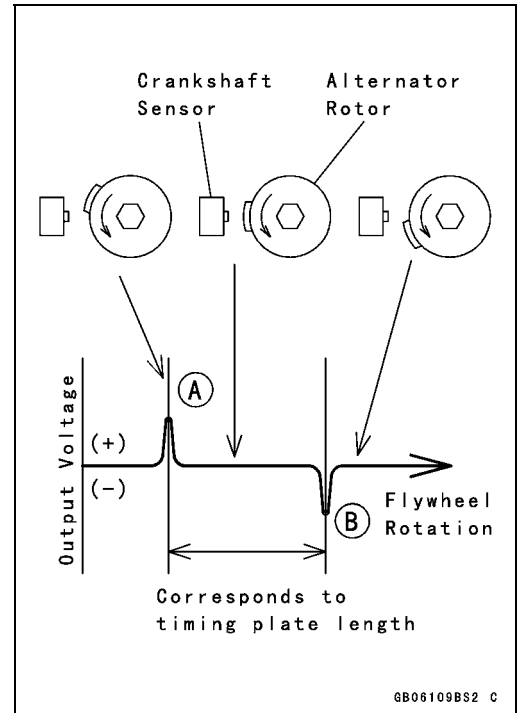 Crankshaft
Sensor
Alternator
Rotor
Output Voltage
(+)
(-)
A
B
Flywheel
Rotation
Corresponds to
timing plate length
GB06109BS2 C